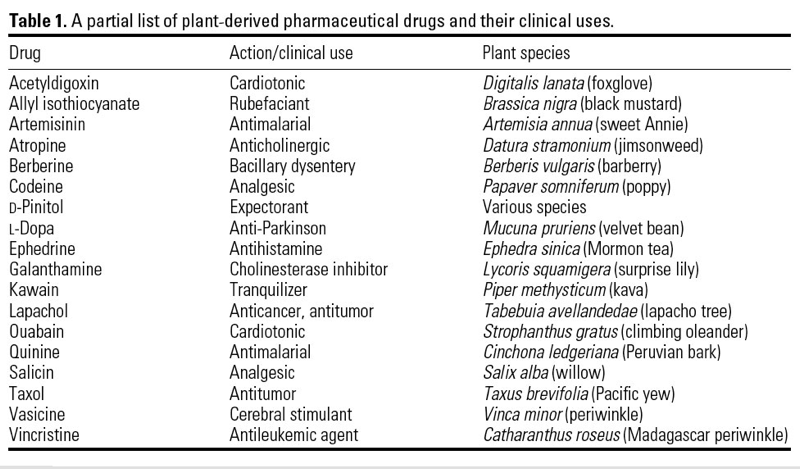 Table 1. A partial list of plant-derived pharmaceutical drugs and their clinical uses.
Drug Action/clinical use Plant species
Acetyldigoxin Cardiotonic Digitalis lanata (foxglove)
Allyl isothiocyanate Rubefaciant Brassica nigra (black mustard)
Artemisinin Antimalarial Artemisia annua (sweet Annie)
Atropine Anticholinergic Datura stramonium (jimsonweed)
Berberine Bacillary dysentery Berberis vulgaris (barberry)
Codeine Analgesic Papaver somniferum (poppy)
D-Pinitol Expectorant Various species
L-Dopa Anti-Parkinson Mucuna pruriens (velvet bean)
Ephedrine Antihistamine Ephedra sinica (Mormon tea)
Galanthamine Cholinesterase inhibitor Lycoris squamigera (surprise lily)
Kawain Tranquilizer Piper methysticum (kava)
Lapachol Anticancer, antitumor Tabebuia avellandedae (lapacho tree)
Ouabain Cardiotonic Strophanthus gratus (climbing oleander)
Quinine Antimalarial Cinchona ledgeriana (Peruvian bark)
Salicin Analgesic Salix alba (willow)
Taxol Antitumor Taxus brevifolia (Pacific yew)
Vasicine Cerebral stimulant Vinca minor (periwinkle)
Vincristine Antileukemic agent Catharanthus roseus (Madagascar periwinkle)